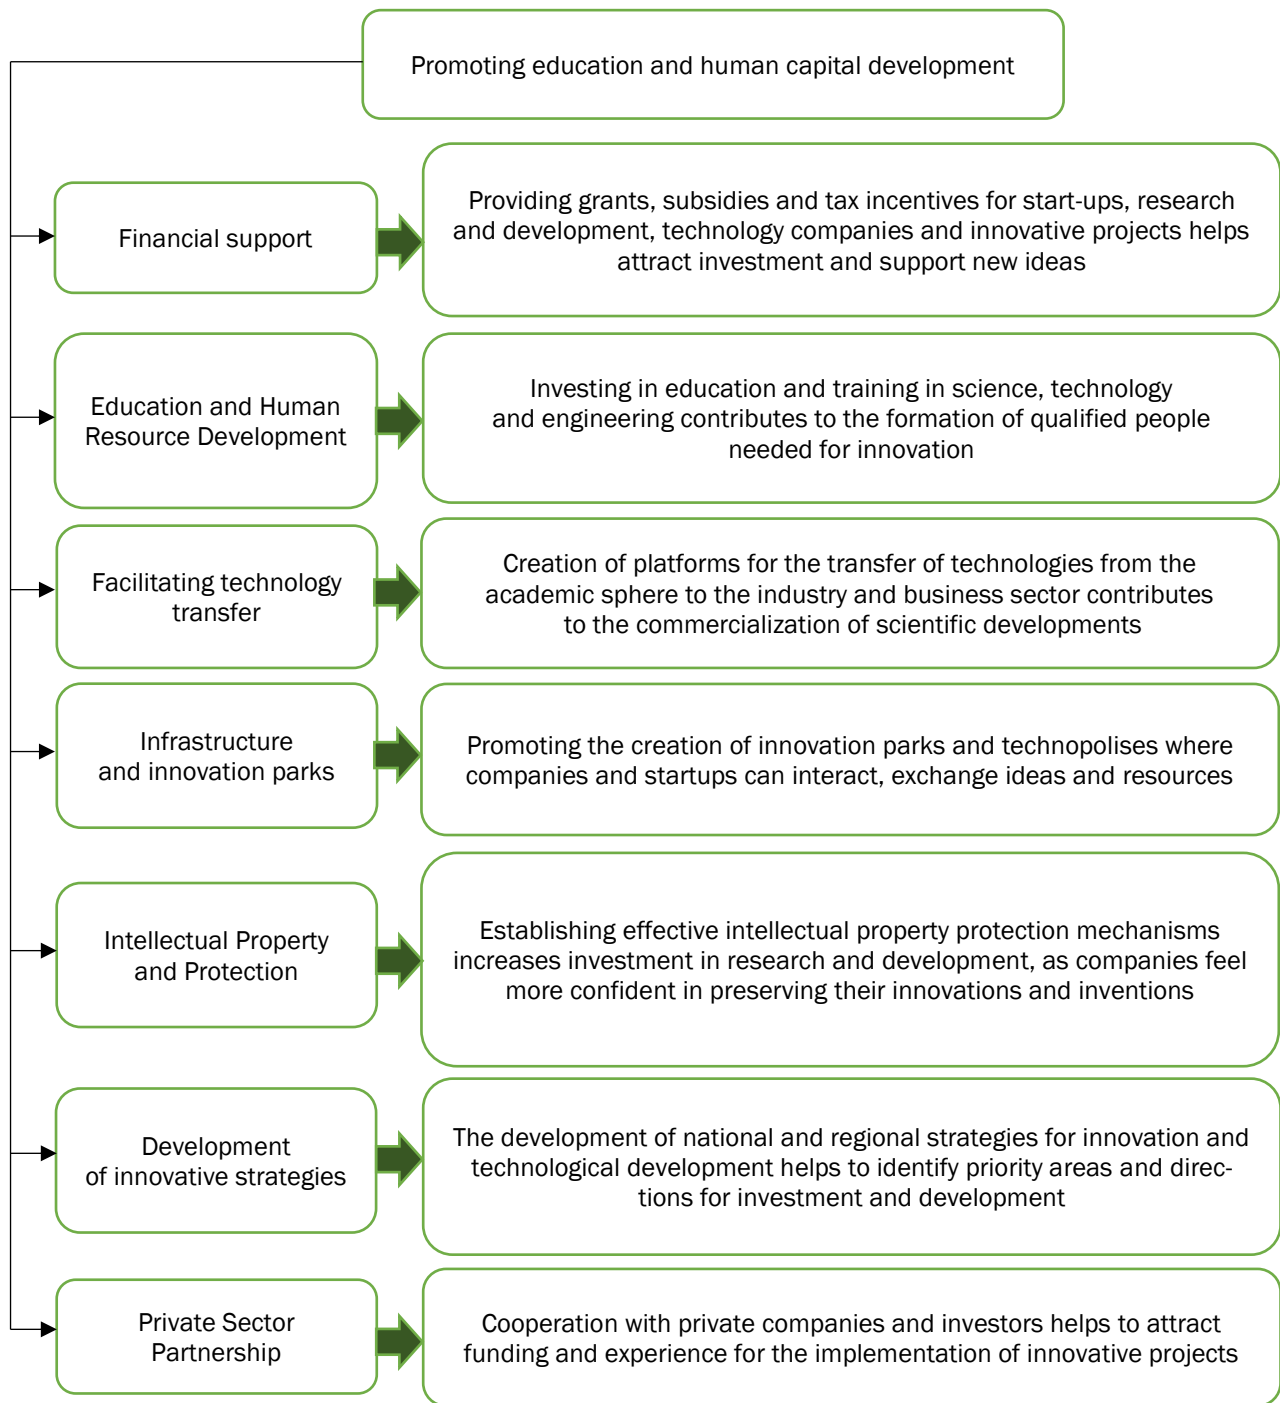 Promoting education and human capital development
Financial support
Providing grants, subsidies and tax incentives for start-ups, research
and development, technology companies and innovative projects helps
attract investment and support new ideas
Education and Human
Resource Development
Investing in education and training in science, technology
and engineering contributes to the formation of qualified people
needed for innovation
Facilitating technology
transfer
Creation of platforms for the transfer of technologies from the
academic sphere to the industry and business sector contributes
to the commercialization of scientific developments
Infrastructure
and innovation parks
Promoting the creation of innovation parks and technopolises where
companies and startups can interact, exchange ideas and resources
Intellectual Property
and Protection
Establishing effective intellectual property protection mechanisms
increases investment in research and development, as companies feel
more confident in preserving their innovations and inventions
Development
of innovative strategies
The development of national and regional strategies for innovation and
technological development helps to identify priority areas and direc-
tions for investment and development
Private Sector
Partnership
Cooperation with private companies and investors helps to attract
funding and experience for the implementation of innovative projects